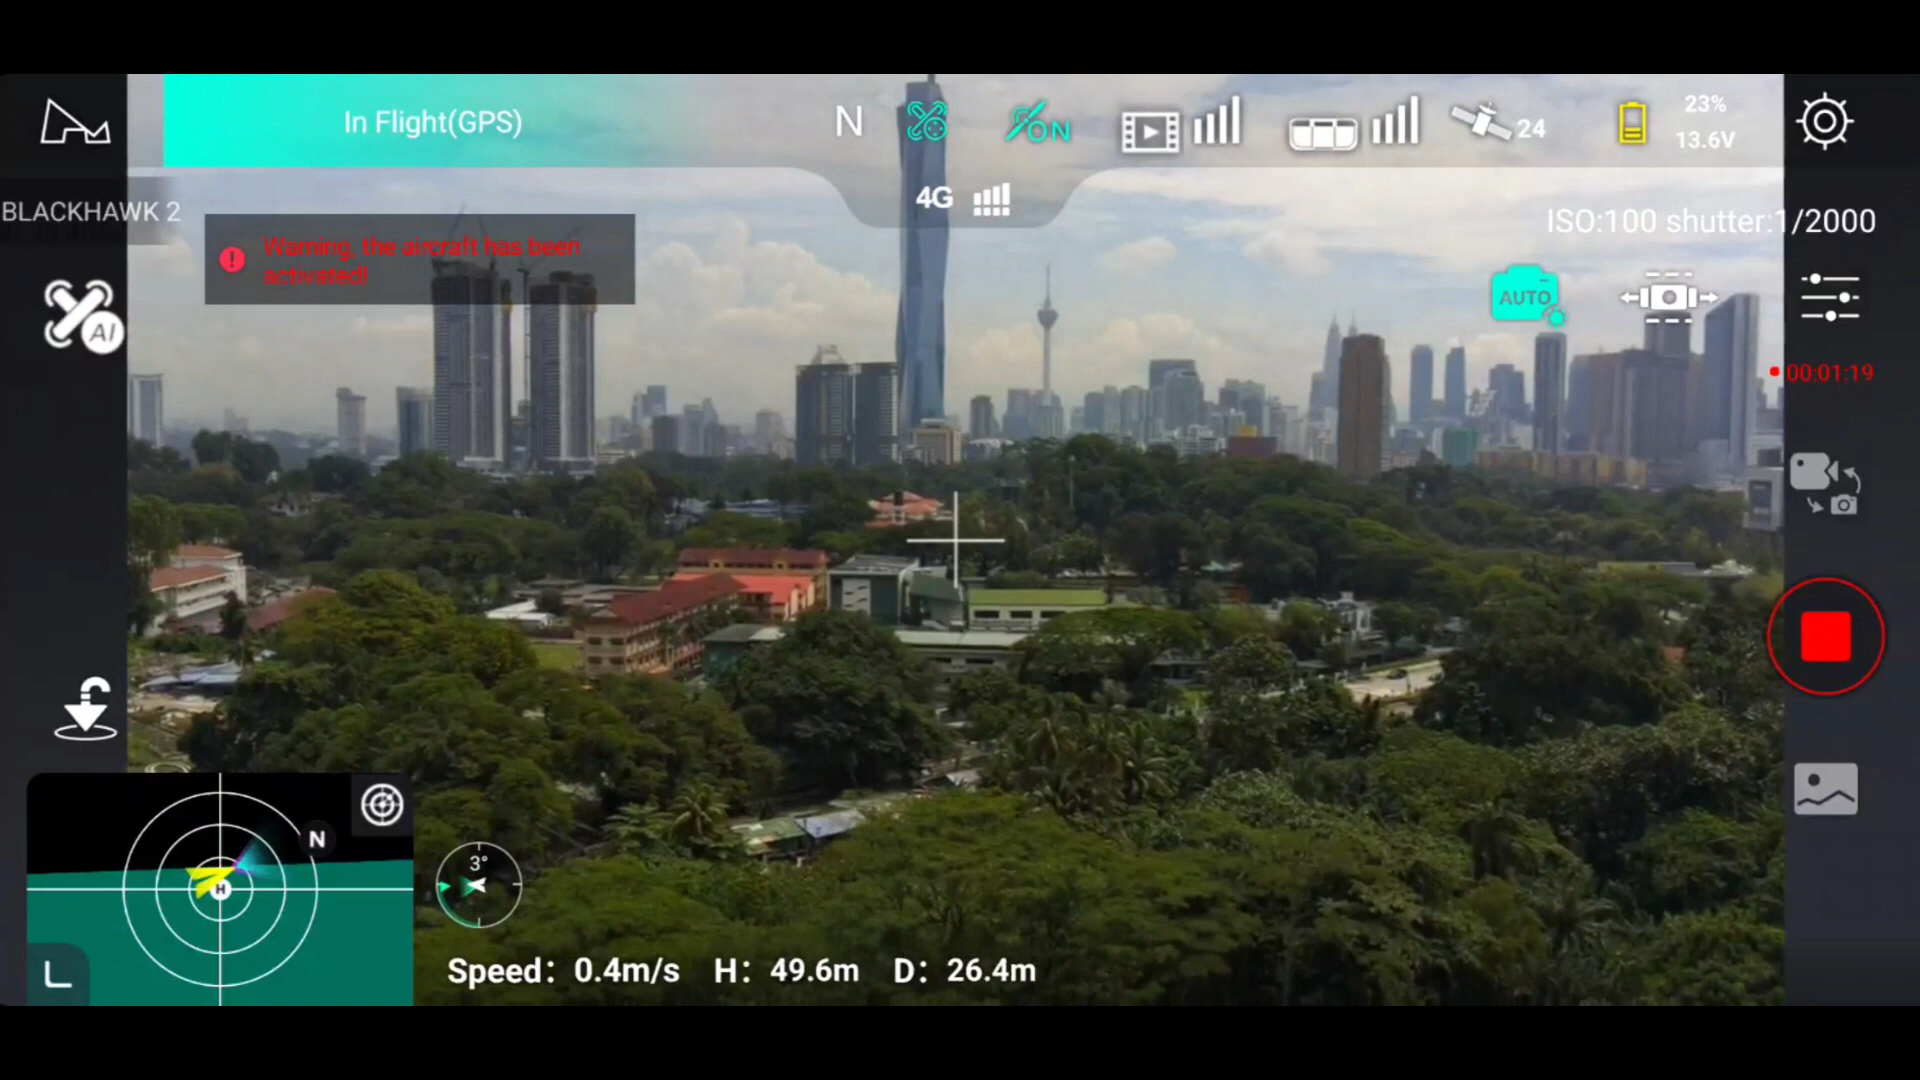 In Flight(GPS)
N
ON
24
23%
13.6V
4G
BLACKHAWK 2
ISO:100 shutter:1/2000
Warning, the aircraft has been
activated!
AUTO
AI
00:01:19
N
H
3°
L
Speed: 0.4m/s H: 49.6m D: 26.4m